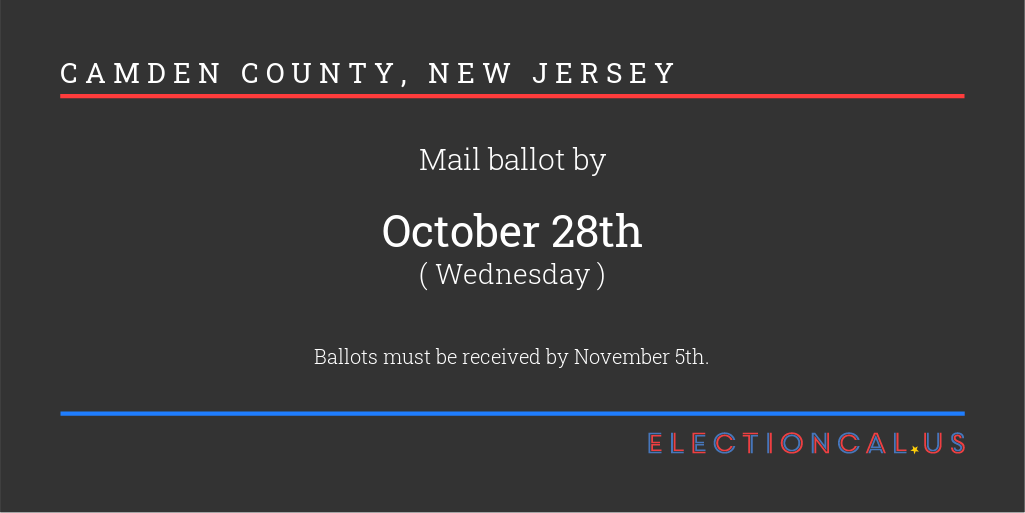 CAMDEN COUNTY, NEW JERSEY
Mail ballot by
October 28th
( Wednesday )
Ballots must be received by November 5th.
ELECTIONCAL.US